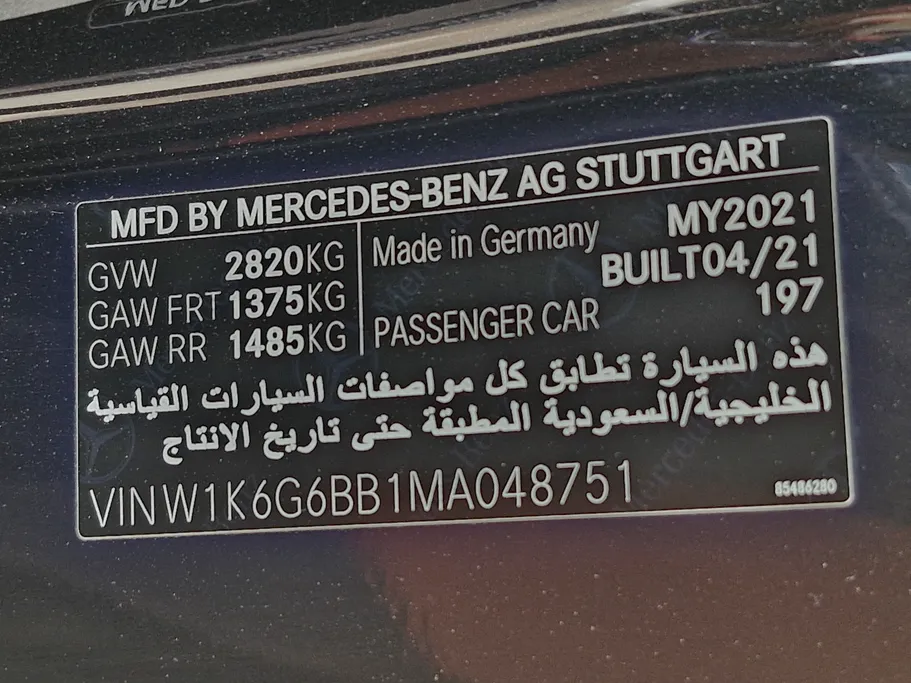 MFD BY MERCEDES-BENZ AG STUTTGART
GVW 2820KG
GAW FRT 1375KG
GAW RR 1485KG
Made in Germany
MY2021
BUILT04/21
PASSENGER CAR
197
هذه السيارة تطابق كل مواصفات السيارات القياسية
الخليجية/السعودية المطبقة حتى تاريخ الانتاج
VINW1K6G6BB1MA048751
85486280